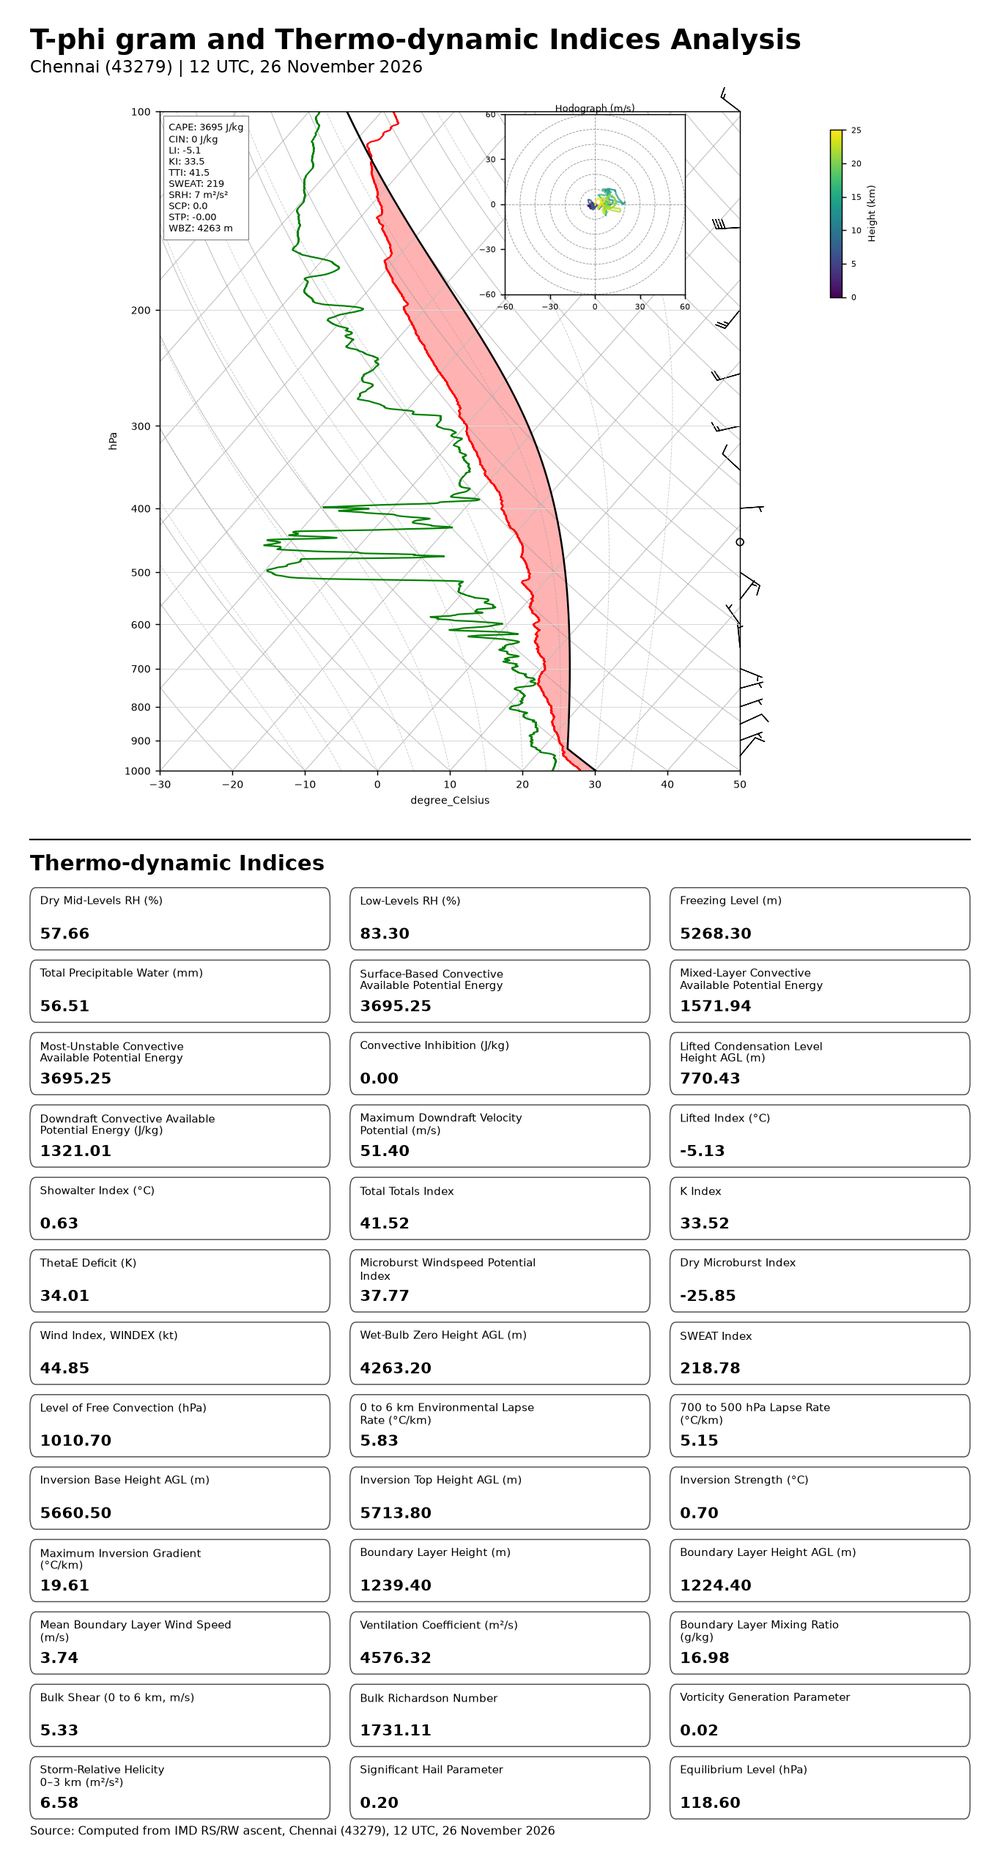 T-phi gram and Thermo-dynamic Indices Analysis
Chennai (43279) | 12 UTC, 26 November 2026
CAPE: 3695 J/kg
CIN: 0 J/kg
LI: -5.1
KI: 33.5
TTI: 41.5
SWEAT: 219
SRH: 7 m²/s²
SCP: 0.0
STP: -0.00
WBZ: 4263 m
Hodograph (m/s)
60
30
0
−30
−60
−60 −30 0 30 60
25
20
15
10
5
0
Height (km)
100
200
300
400
500
600
700
800
900
1000
hPa
−30 −20 −10 0 10 20 30 40 50
degree_Celsius
Thermo-dynamic Indices
Dry Mid-Levels RH (%)
57.66
Low-Levels RH (%)
83.30
Freezing Level (m)
5268.30
Total Precipitable Water (mm)
56.51
Surface-Based Convective
Available Potential Energy
3695.25
Mixed-Layer Convective
Available Potential Energy
1571.94
Most-Unstable Convective
Available Potential Energy
3695.25
Convective Inhibition (J/kg)
0.00
Lifted Condensation Level
Height AGL (m)
770.43
Downdraft Convective Available
Potential Energy (J/kg)
1321.01
Maximum Downdraft Velocity
Potential (m/s)
51.40
Lifted Index (°C)
-5.13
Showalter Index (°C)
0.63
Total Totals Index
41.52
K Index
33.52
ThetaE Deficit (K)
34.01
Microburst Windspeed Potential
Index
37.77
Dry Microburst Index
-25.85
Wind Index, WINDEX (kt)
44.85
Wet-Bulb Zero Height AGL (m)
4263.20
SWEAT Index
218.78
Level of Free Convection (hPa)
1010.70
0 to 6 km Environmental Lapse
Rate (°C/km)
5.83
700 to 500 hPa Lapse Rate
(°C/km)
5.15
Inversion Base Height AGL (m)
5660.50
Inversion Top Height AGL (m)
5713.80
Inversion Strength (°C)
0.70
Maximum Inversion Gradient
(°C/km)
19.61
Boundary Layer Height (m)
1239.40
Boundary Layer Height AGL (m)
1224.40
Mean Boundary Layer Wind Speed
(m/s)
3.74
Ventilation Coefficient (m²/s)
4576.32
Boundary Layer Mixing Ratio
(g/kg)
16.98
Bulk Shear (0 to 6 km, m/s)
5.33
Bulk Richardson Number
1731.11
Vorticity Generation Parameter
0.02
Storm-Relative Helicity
0–3 km (m²/s²)
6.58
Significant Hail Parameter
0.20
Equilibrium Level (hPa)
118.60
Source: Computed from IMD RS/RW ascent, Chennai (43279), 12 UTC, 26 November 2026